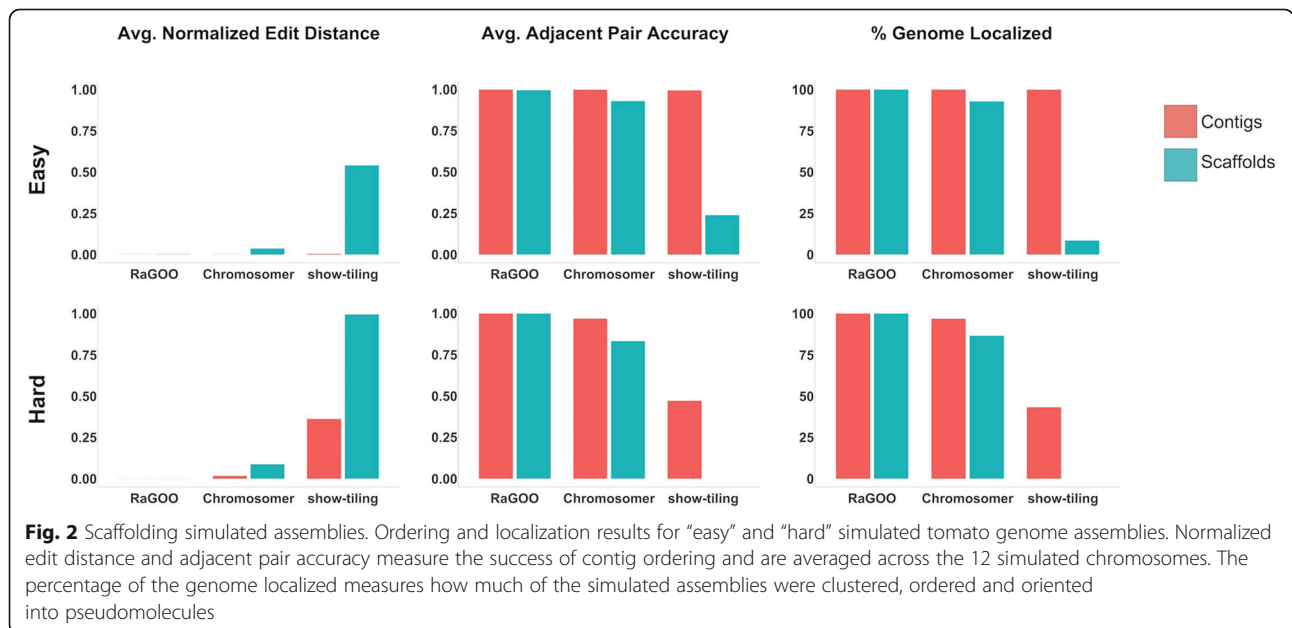 Avg. Normalized Edit Distance
Avg. Adjacent Pair Accuracy
% Genome Localized
Easy
1.00
0.75
0.50
0.25
0.00
RaGOO Chromosomer show-tiling
1.00
0.75
0.50
0.25
0.00
RaGOO Chromosomer show-tiling
100
75
50
25
0
RaGOO Chromosomer show-tiling
Contigs
Scaffolds
Hard
1.00
0.75
0.50
0.25
0.00
RaGOO Chromosomer show-tiling
1.00
0.75
0.50
0.25
0.00
RaGOO Chromosomer show-tiling
100
75
50
25
0
RaGOO Chromosomer show-tiling
Fig. 2 Scaffolding simulated assemblies. Ordering and localization results for “easy” and “hard” simulated tomato genome assemblies. Normalized
edit distance and adjacent pair accuracy measure the success of contig ordering and are averaged across the 12 simulated chromosomes. The
percentage of the genome localized measures how much of the simulated assemblies were clustered, ordered and oriented
into pseudomolecules